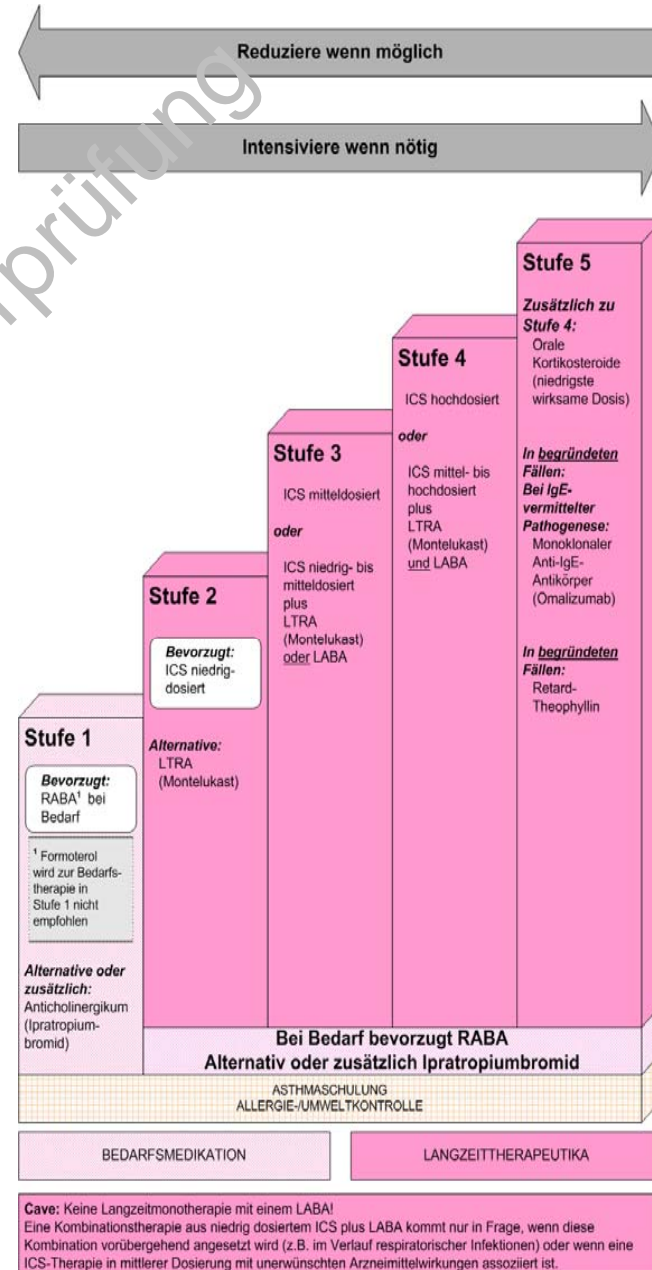 Reduziere wenn möglich
Intensiviere wenn nötig
rprüfung
Stufe 5
Zusätzlich zu
Stufe 4:
Orale
Kortikosteroide
(niedrigste
wirksame Dosis)
In begründeten
Fällen:
Bei IgE-
vermittelter
Pathogenese:
Monoklonaler
Anti-IgE-
Antikörper
(Omalizumab)
In begründeten
Fällen:
Retard-
Theophyllin
Stufe 4
ICS hochdosiert
oder
ICS mittel- bis
hochdosiert
plus
LTRA
(Montelukast)
und LABA
Stufe 3
ICS mitteldosiert
oder
ICS niedrig- bis
mitteldosiert
plus
LTRA
(Montelukast)
oder LABA
Stufe 2
Bevorzugt:
ICS niedrig-
dosiert
Alternative:
LTRA
(Montelukast)
Stufe 1
Bevorzugt:
RABA¹ bei
Bedarf
¹ Formoterol
wird zur Bedarfs-
therapie in
Stufe 1 nicht
empfohlen
Alternative oder
zusätzlich:
Anticholinergikum
(Ipratropium-
bromid)
Bei Bedarf bevorzugt RABA
Alternativ oder zusätzlich Ipratropiumbromid
ASTHMASCHULUNG
ALLERGIE-/UMWELTKONTROLLE
BEDARFSMEDIKATION
LANGZEITTHERAPEUTIKA
Cave: Keine Langzeitmonotherapie mit einem LABA!
Eine Kombinationstherapie aus niedrig dosiertem ICS plus LABA kommt nur in Frage, wenn diese
Kombination vorübergehend angesetzt wird (z.B. im Verlauf respiratorischer Infektionen) oder wenn eine
ICS-Therapie in mittlerer Dosierung mit unerwünschten Arzneimittelwirkungen assoziiert ist.